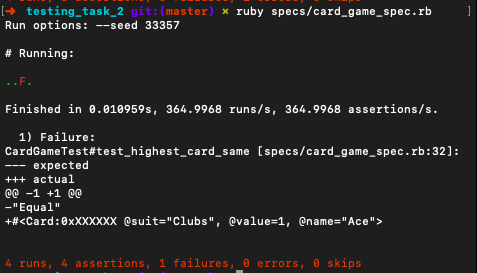 [➜ testing_task_2 git:(master) × ruby specs/card_game_spec.rb ]
Run options: --seed 33357
# Running:
..F.
Finished in 0.010959s, 364.9968 runs/s, 364.9968 assertions/s.
1) Failure:
CardGameTest#test_highest_card_same [specs/card_game_spec.rb:32]:
--- expected
+++ actual
@@ -1 +1 @@
-"Equal"
+#<Card:0xXXXXXX @suit="Clubs", @value=1, @name="Ace">
4 runs, 4 assertions, 1 failures, 0 errors, 0 skips